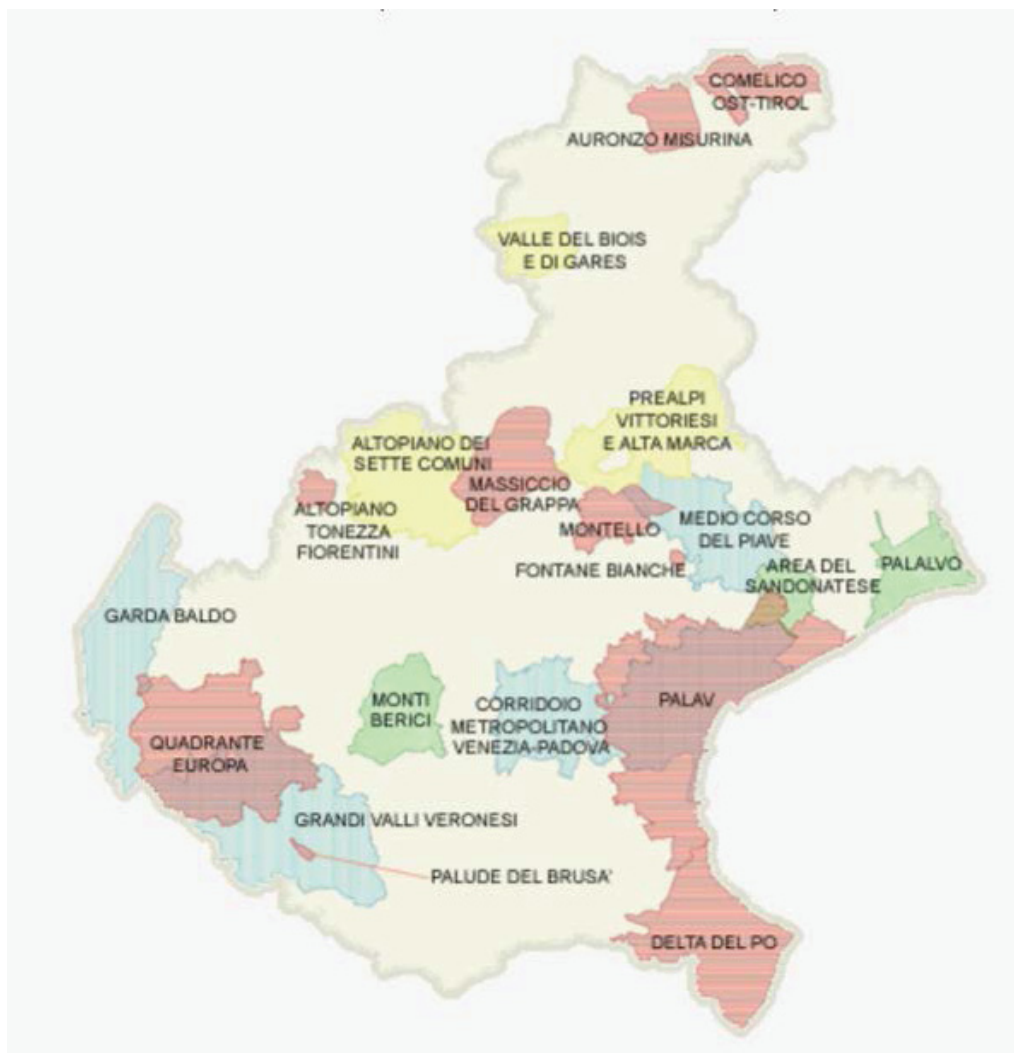 COMELICO
OST-TIROL
AURONZO MISURINA
VALLE DEL BIOIS
E DI GARES
PREALPI
VITTORIESI
E ALTA MARCA
ALTOPIANO DEI
SETTE COMUNI
MASSICCIO
DEL GRAPPA
ALTOPIANO
TONEZZA
FIORENTINI
MONTELLO
MEDIO CORSO
DEL PIAVE
FONTANE BIANCHE
AREA DEL
SANDONATESE
PALALVO
GARDA BALDO
MONTI
BERICI
CORRIDOIO
METROPOLITANO
VENEZIA-PADOVA
PALAV
QUADRANTE
EUROPA
GRANDI VALLI VERONESI
PALUDE DEL BRUSA'
DELTA DEL PO